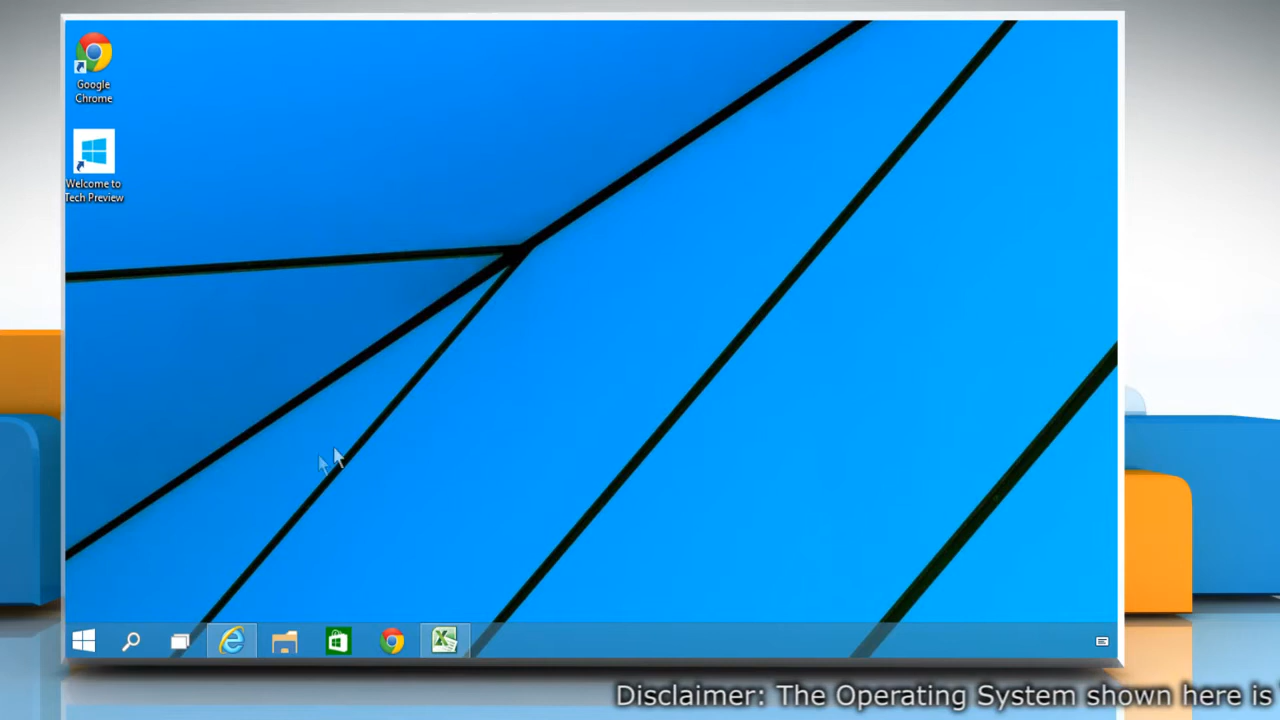 Google
Chrome
Welcome to
Tech Preview
Disclaimer: The Operating System shown here is